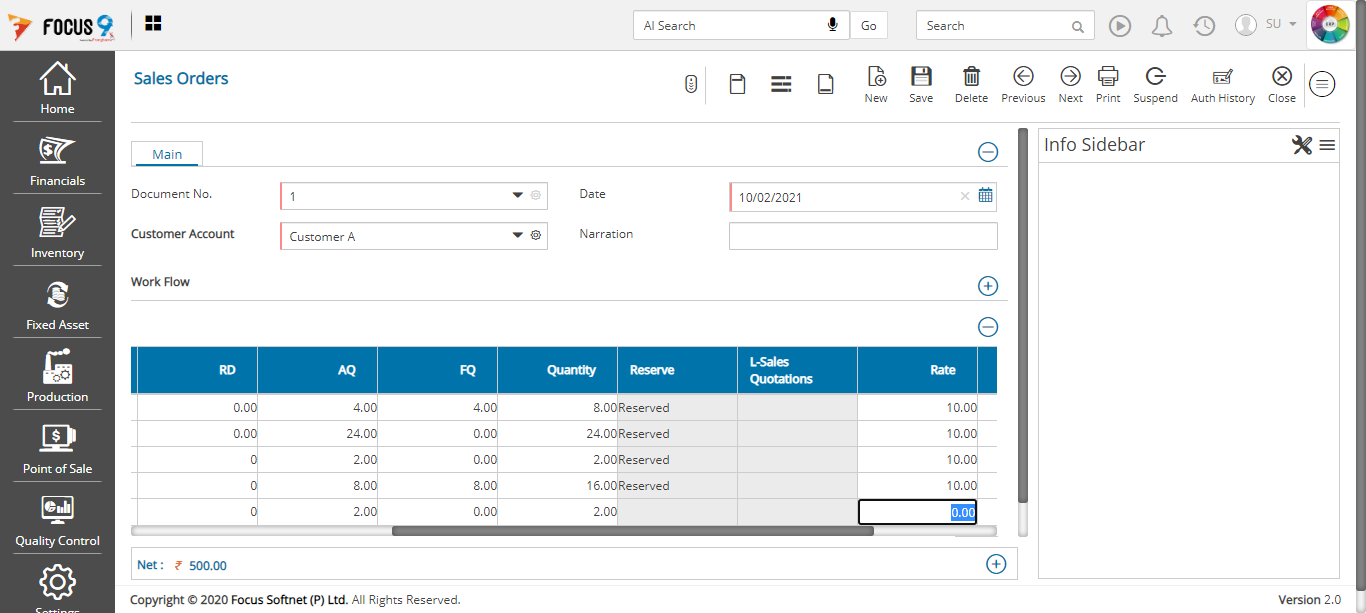 FOCUS 9
AI Search
Go
Search
SU
Home
Financials
Inventory
Fixed Asset
Production
Point of Sale
Quality Control
Settings
Sales Orders
New Save Delete Previous Next Print Suspend Auth History Close
Main
Document No. 1 Date 10/02/2021
Customer Account Customer A Narration
Work Flow
RD AQ FQ Quantity Reserve L-Sales Quotations Rate
0.00 4.00 4.00 8.00 Reserved 10.00
0.00 24.00 0.00 24.00 Reserved 10.00
0 2.00 0.00 2.00 Reserved 10.00
0 8.00 8.00 16.00 Reserved 10.00
0 2.00 0.00 2.00 0.00
Net : ₹ 500.00
Info Sidebar
Copyright © 2020 Focus Softnet (P) Ltd. All Rights Reserved.
Version 2.0